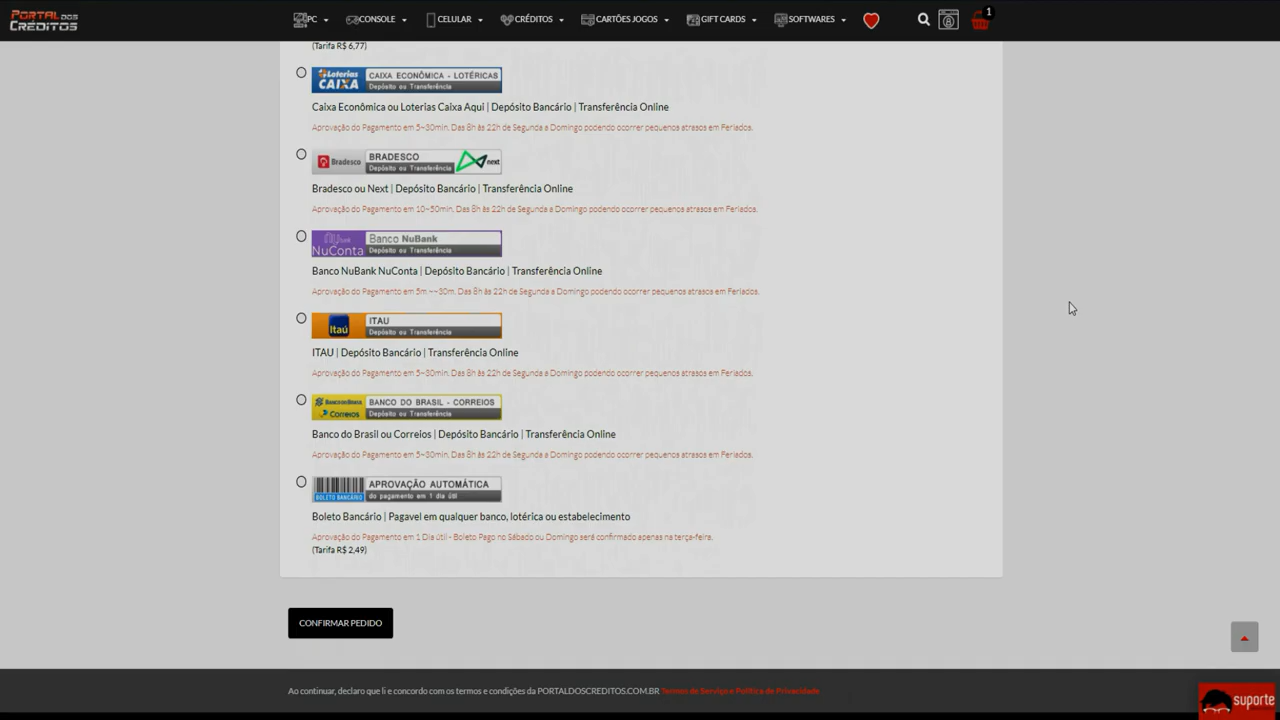 PORTAL DOS CRÉDITOS
PC CONSOLE CELULAR CRÉDITOS CARTÕES JOGOS GIFT CARDS SOFTWARES 1
(Tarifa R$ 6,77)
Loterias CAIXA CAIXA ECONÔMICA - LOTÉRICAS
Depósito ou Transferência
Caixa Econômica ou Loterias Caixa Aqui | Depósito Bancário | Transferência Online
Aprovação do Pagamento em 5~30min. Das 8h às 22h de Segunda a Domingo podendo ocorrer pequenos atrasos em Feriados.
Bradesco BRADESCO next
Depósito ou Transferência
Bradesco ou Next | Depósito Bancário | Transferência Online
Aprovação do Pagamento em 10~50min. Das 8h às 22h de Segunda a Domingo podendo ocorrer pequenos atrasos em Feriados.
NuConta Banco NuBank
Depósito ou Transferência
Banco NuBank NuConta | Depósito Bancário | Transferência Online
Aprovação do Pagamento em 5m.~~30m. Das 8h às 22h de Segunda a Domingo podendo ocorrer pequenos atrasos em Feriados.
Itaú ITAU
Depósito ou Transferência
ITAU | Depósito Bancário | Transferência Online
Aprovação do Pagamento em 5~30min. Das 8h às 22h de Segunda a Domingo podendo ocorrer pequenos atrasos em Feriados.
BANCO DO BRASIL BANCO DO BRASIL - CORREIOS
Correios Depósito ou Transferência
Banco do Brasil ou Correios | Depósito Bancário | Transferência Online
Aprovação do Pagamento em 5~30min. Das 8h às 22h de Segunda a Domingo podendo ocorrer pequenos atrasos em Feriados.
APROVAÇÃO AUTOMÁTICA
BOLETO BANCÁRIO do pagamento em 1 dia útil
Boleto Bancário | Pagavel em qualquer banco, lotérica ou estabelecimento
Aprovação do Pagamento em 1 Dia útil - Boleto Pago no Sábado ou Domingo será confirmado apenas na terça-feira.
(Tarifa R$ 2,49)
CONFIRMAR PEDIDO
Ao continuar, declaro que li e concordo com os termos e condições da PORTALDOSCREDITOS.COM.BR Termos de Serviço e Política de Privacidade
suporte